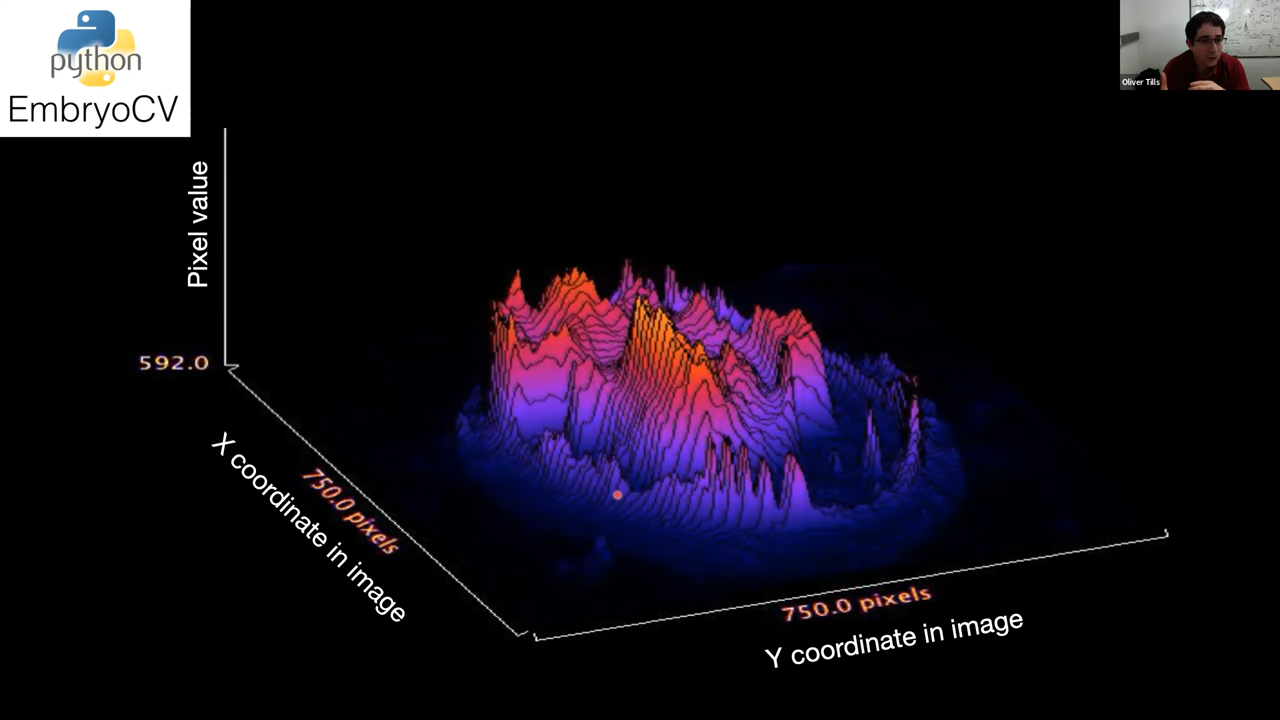 python
EmbryoCV
Oliver Tills
Pixel value
592.0
750.0 pixels
X coordinate in image
750.0 pixels
Y coordinate in image